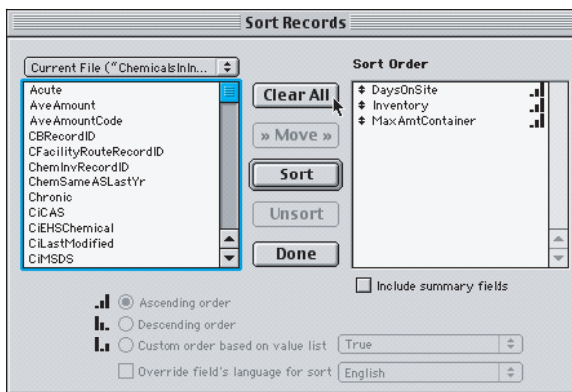 Sort Records
Current File ("ChemicalsInIn...
Acute
AveAmount
AveAmountCode
CBRecordID
CFacilityRouteRecordID
ChemInvRecordID
ChemSameASLastYr
Chronic
CiCAS
CiEHSChemical
CiLastModified
CiMSDS
Clear All
» Move »
Sort
Unsort
Done
Sort Order
DaysOnSite
Inventory
MaxAmtContainer
Include summary fields
Ascending order
Descending order
Custom order based on value list True
Override field's language for sort English